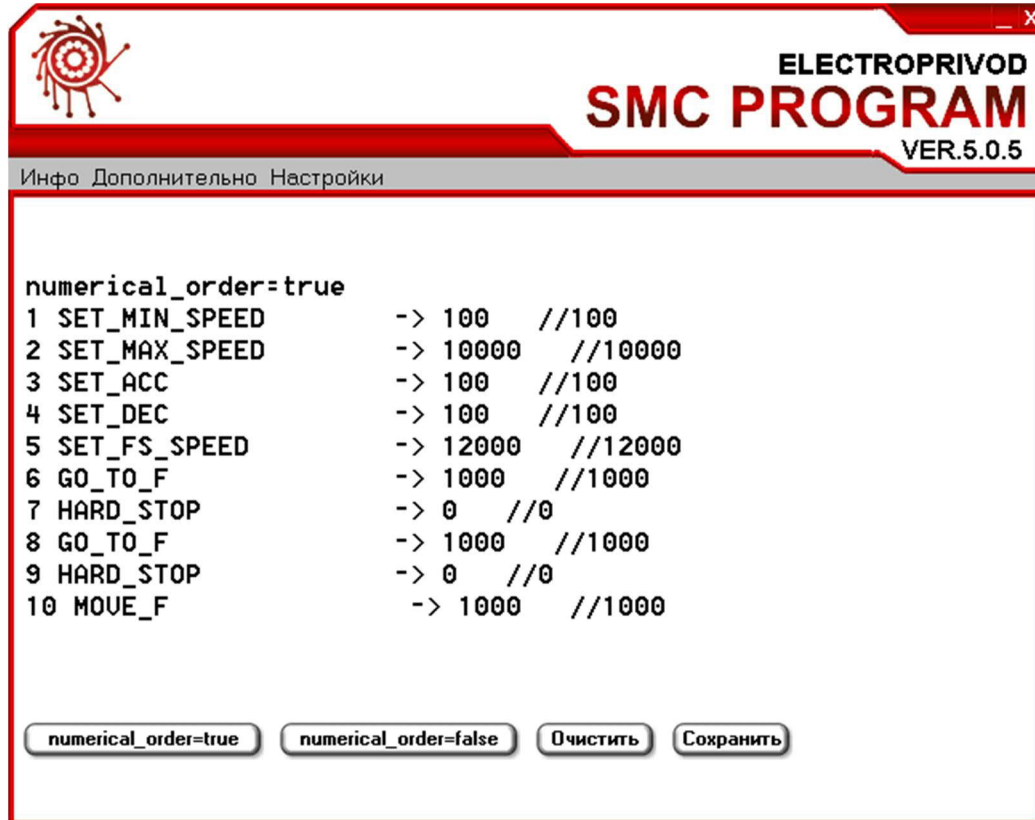 _ X
ELECTROPRIVOD
SMC PROGRAM
VER.5.0.5
Инфо Дополнительно Настройки
numerical_order=true
1 SET_MIN_SPEED -> 100 //100
2 SET_MAX_SPEED -> 10000 //10000
3 SET_ACC -> 100 //100
4 SET_DEC -> 100 //100
5 SET_FS_SPEED -> 12000 //12000
6 GO_TO_F -> 1000 //1000
7 HARD_STOP -> 0 //0
8 GO_TO_F -> 1000 //1000
9 HARD_STOP -> 0 //0
10 MOVE_F -> 1000 //1000
numerical_order=true numerical_order=false Очистить Сохранить